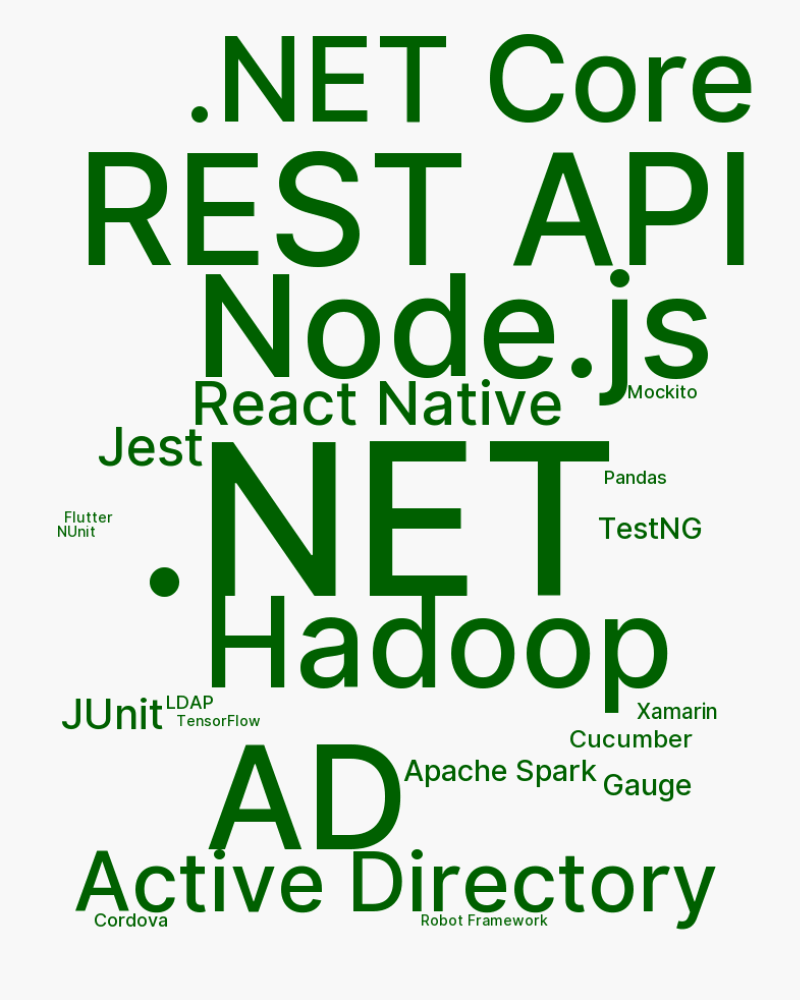 .NET Core
REST API
Node.js
React Native
Mockito
Jest
.NET
Pandas
Flutter
NUnit
TestNG
Hadoop
JUnit
LDAP
TensorFlow
Xamarin
Cucumber
AD
Apache Spark
Gauge
Active Directory
Cordova
Robot Framework